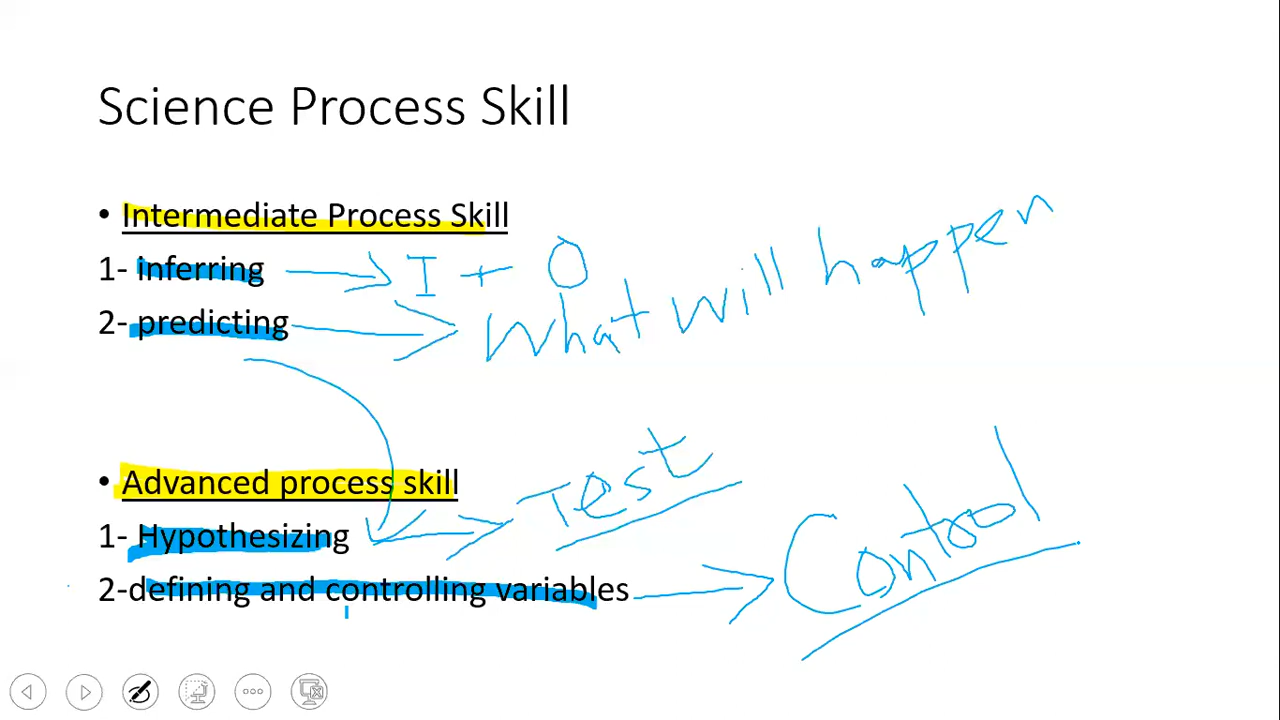 Science Process Skill
• Intermediate Process Skill
1- inferring I + O
2- predicting What will happen
• Advanced process skill
1- Hypothesizing Test
2-defining and controlling variables Control